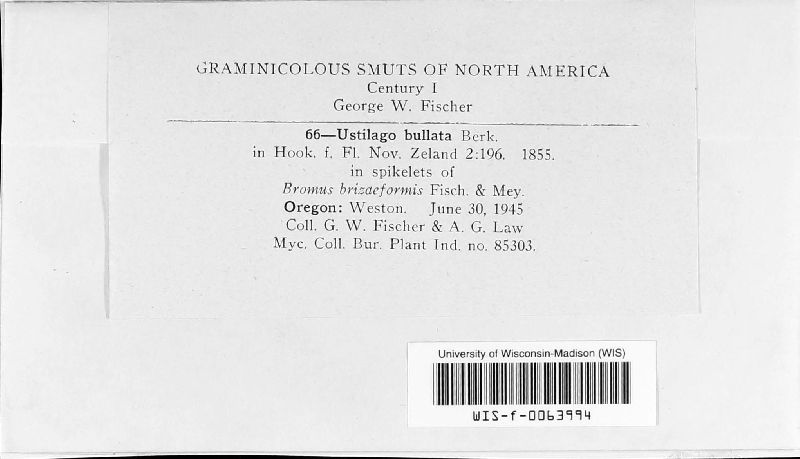 GRAMINICOLOUS SMUTS OF NORTH AMERICA
Century I
George W. Fischer
66—Ustilago bullata Berk.
in Hook. f. Fl. Nov. Zeland 2:196. 1855.
in spikelets of
Bromus brizaeformis Fisch. & Mey.
Oregon: Weston. June 30, 1945
Coll. G. W. Fischer & A. G. Law
Myc. Coll. Bur. Plant Ind. no. 85303.
University of Wisconsin-Madison (WIS)
WIS-f-0063994